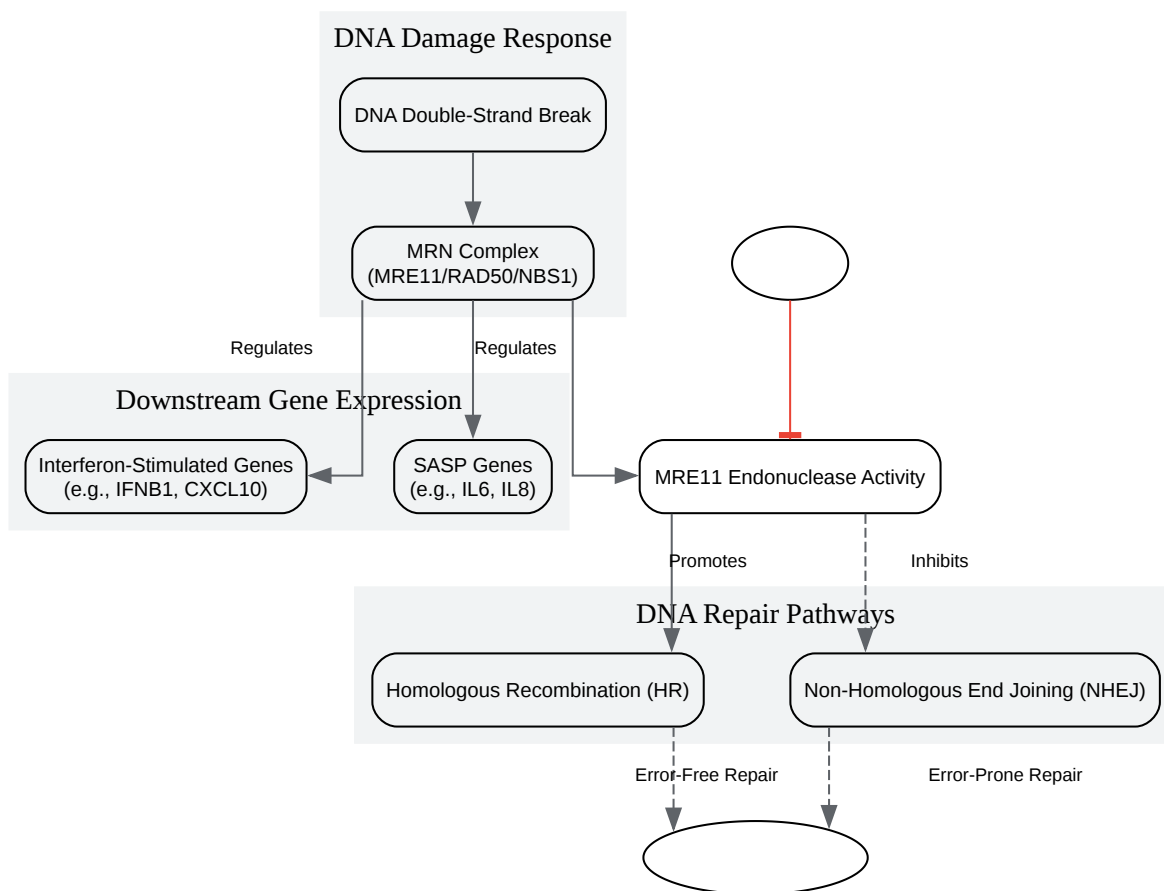 DNA Damage Response
DNA Double-Strand Break
MRN Complex
(MRE11/RAD50/NBS1)
Regulates
Regulates
Downstream Gene Expression
Interferon-Stimulated Genes
(e.g., IFNB1, CXCL10)
SASP Genes
(e.g., IL6, IL8)
MRE11 Endonuclease Activity
Promotes
Inhibits
DNA Repair Pathways
Homologous Recombination (HR)
Non-Homologous End Joining (NHEJ)
Error-Free Repair
Error-Prone Repair